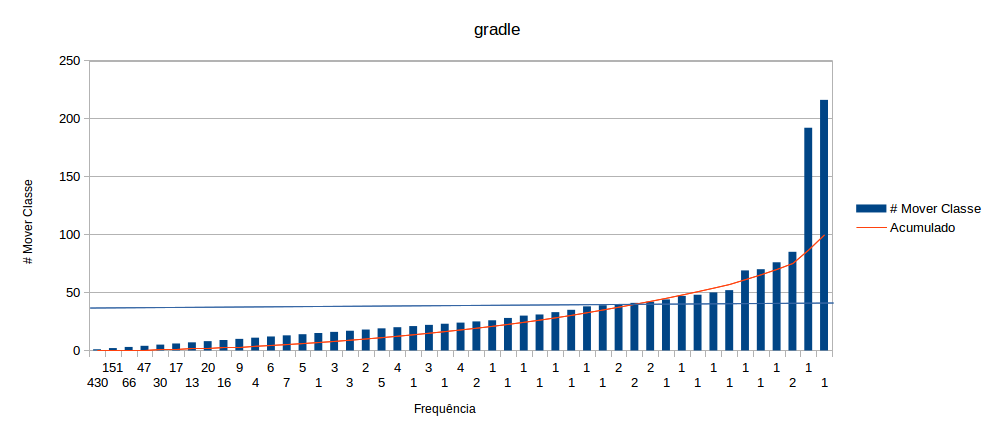 gradle
250
200
150
100
50
0
# Mover Classe
151 47 17 20 9 6 5 3 2 4 3 4 1 1 1 1 2 2 1 1 1 1 1
430 66 30 13 16 4 7 1 3 5 1 1 2 1 1 1 1 2 1 1 1 1 2 1
Frequência
# Mover Classe
Acumulado